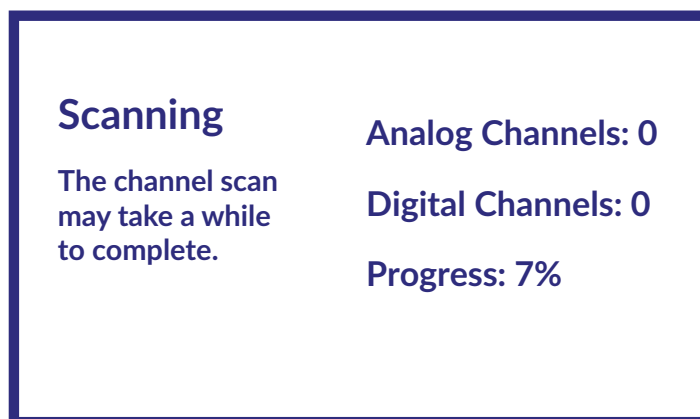 Scanning
The channel scan
may take a while
to complete.
Analog Channels: 0
Digital Channels: 0
Progress: 7%